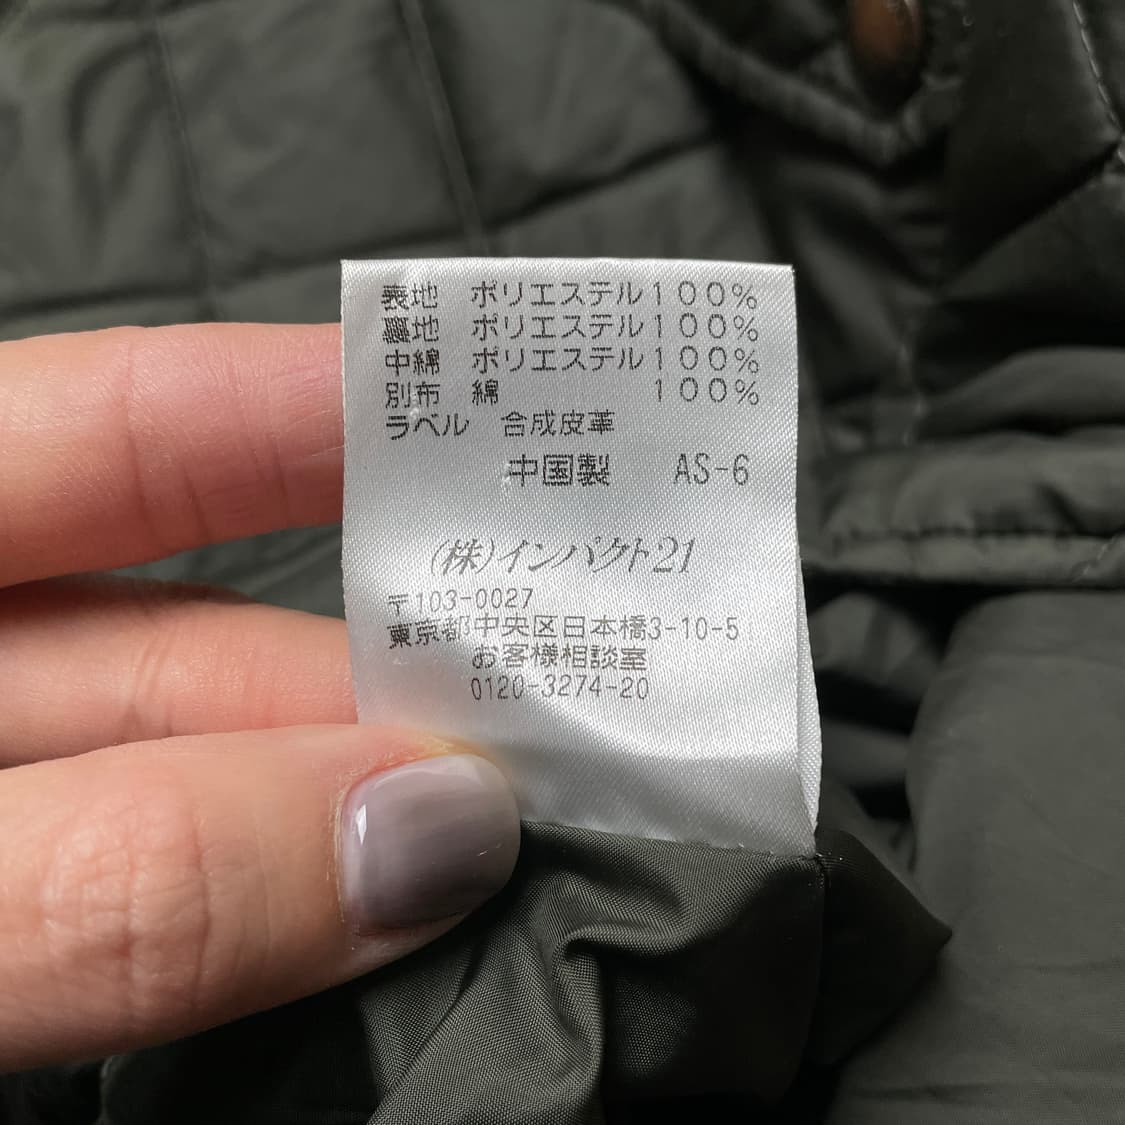 表地 ポリエステル100%
裏地 ポリエステル100%
中綿 ポリエステル100%
別布 綿 100%
ラベル 合成皮革
中国製 AS-6
(株)インパクト21
〒103-0027
東京都中央区日本橋3-10-5
お客様相談室
0120-3274-20